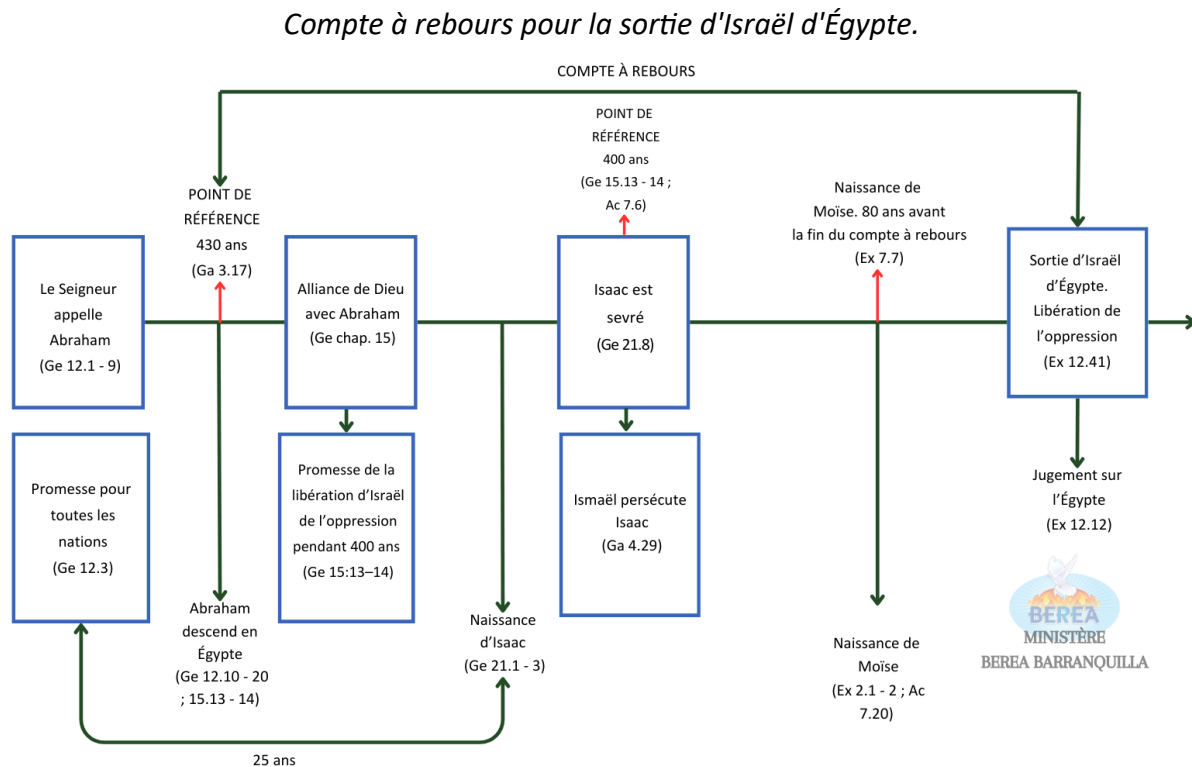 Compte à rebours pour la sortie d'Israël d'Égypte.
COMPTE À REBOURS
POINT DE
RÉFÉRENCE
430 ans
(Ga 3.17)
POINT DE
RÉFÉRENCE
400 ans
(Ge 15.13 - 14 ;
Ac 7.6)
Naissance de
Moïse. 80 ans avant
la fin du compte à rebours
(Ex 7.7)
Le Seigneur
appelle
Abraham
(Ge 12.1 - 9)
Alliance de Dieu
avec Abraham
(Ge chap. 15)
Isaac est
sevré
(Ge 21.8)
Sortie d’Israël
d’Égypte.
Libération de
l’oppression
(Ex 12.41)
Promesse pour
toutes les
nations
(Ge 12.3)
Promesse de la
libération d’Israël
de l’oppression
pendant 400 ans
(Ge 15:13–14)
Ismaël persécute
Isaac
(Ga 4.29)
Jugement sur
l’Égypte
(Ex 12.12)
Abraham
descend en
Égypte
(Ge 12.10 - 20
; 15.13 - 14)
Naissance
d’Isaac
(Ge 21.1 - 3)
Naissance de
Moïse
(Ex 2.1 - 2 ; Ac
7.20)
BEREA
MINISTÈRE
BEREA BARRANQUILLA
25 ans